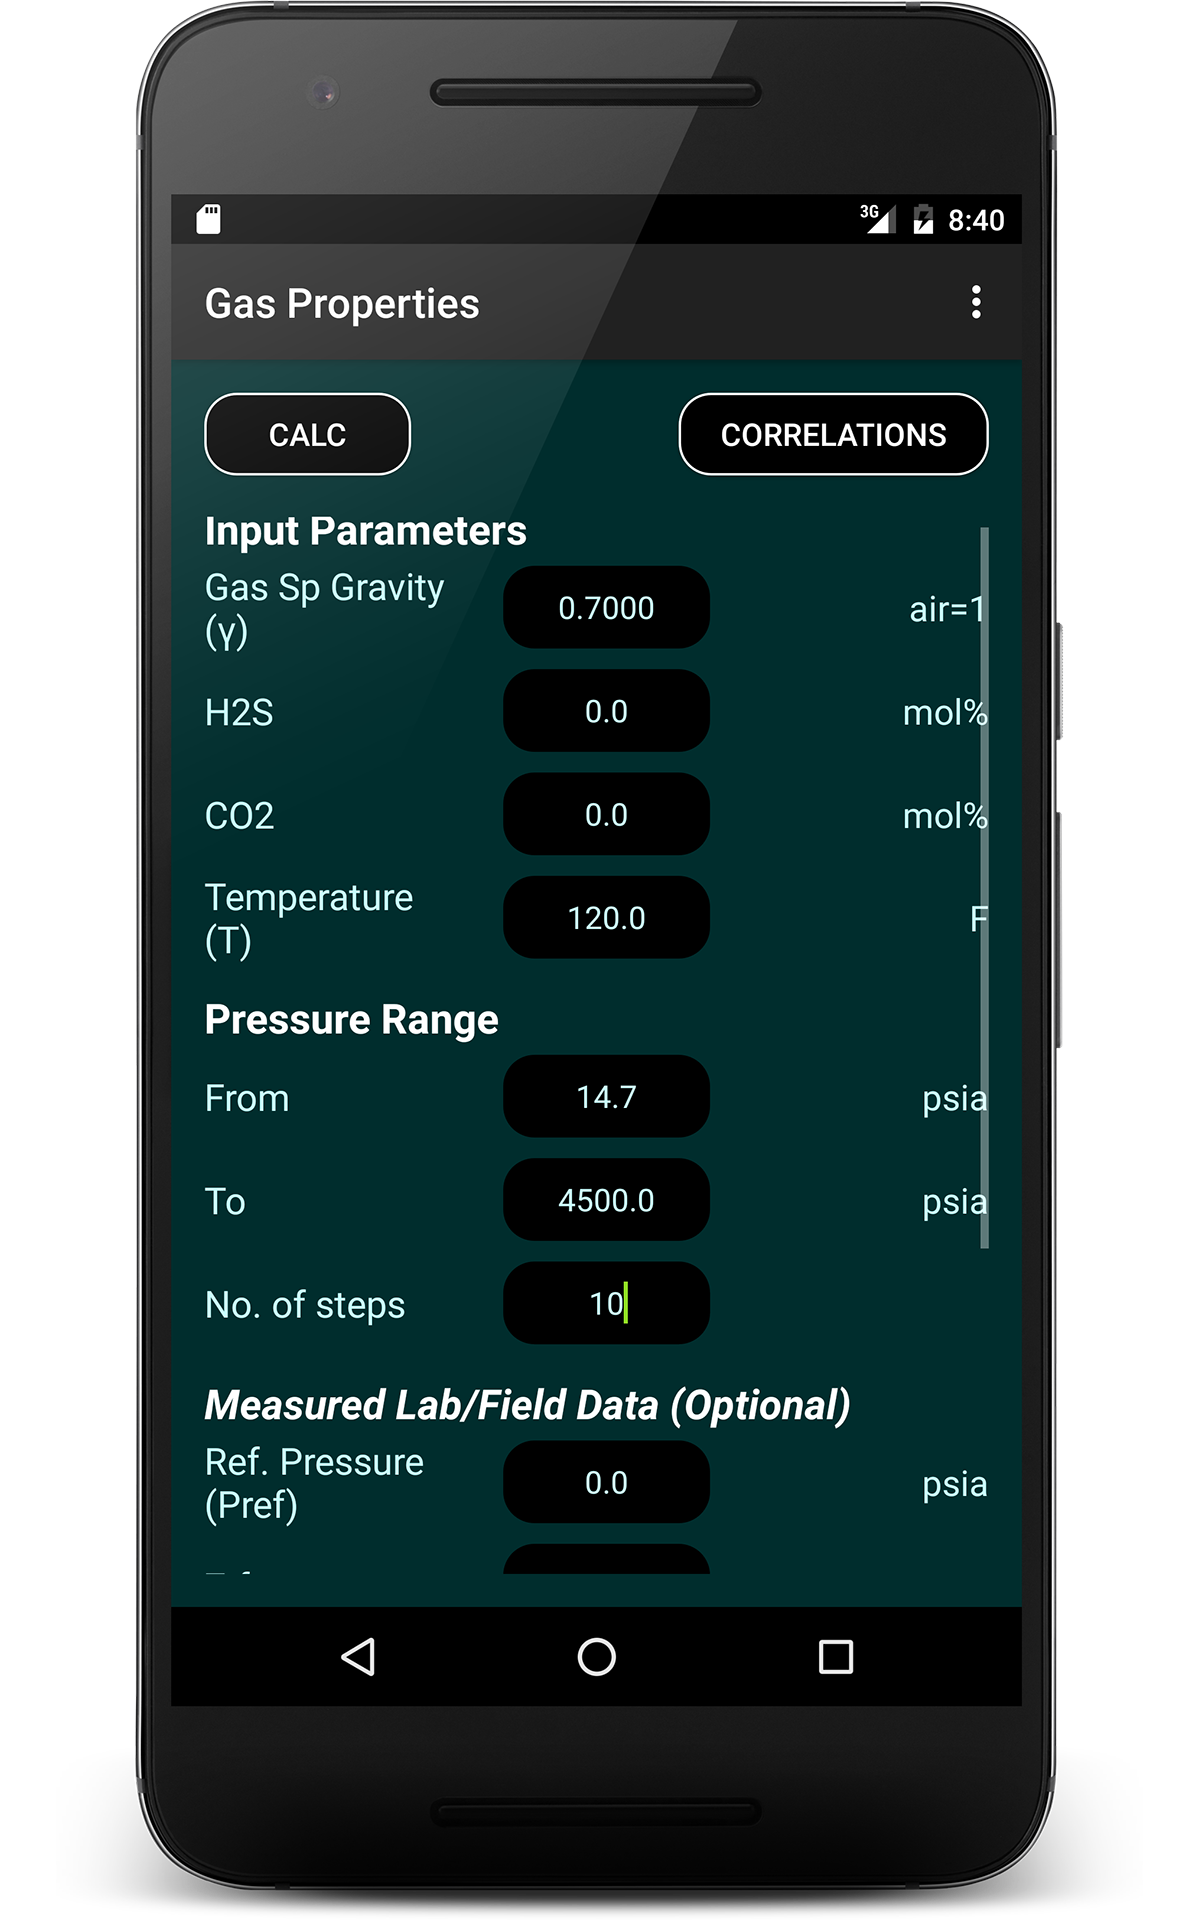 3G 8:40
Gas Properties
CALC CORRELATIONS
Input Parameters
Gas Sp Gravity
(γ) 0.7000 air=1
H2S 0.0 mol%
CO2 0.0 mol%
Temperature
(T) 120.0 F
Pressure Range
From 14.7 psia
To 4500.0 psia
No. of steps 10
Measured Lab/Field Data (Optional)
Ref. Pressure
(Pref) 0.0 psia